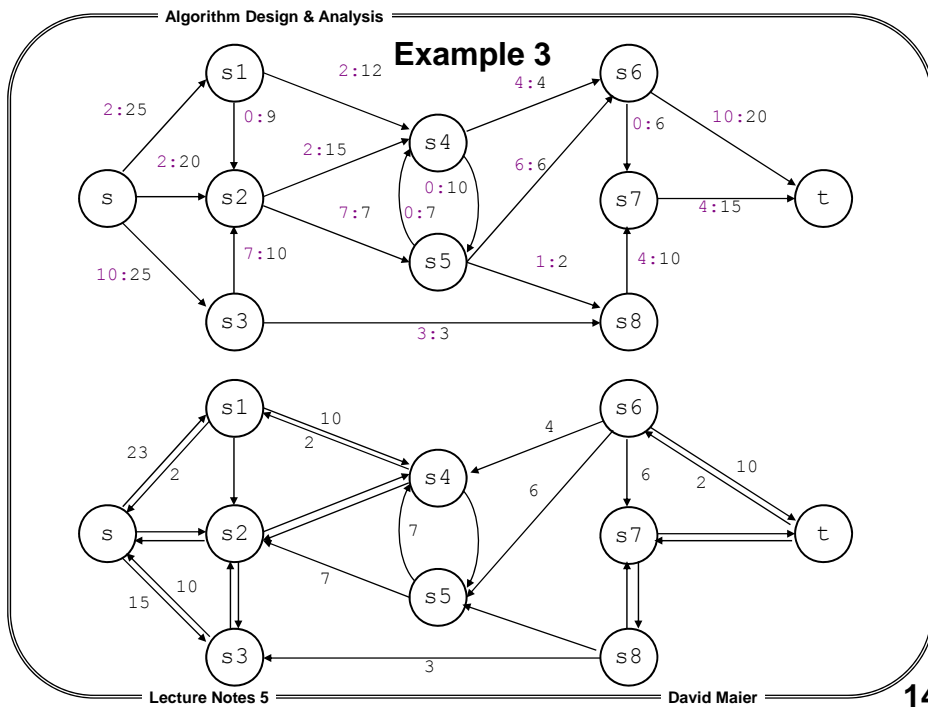 Algorithm Design & Analysis
Example 3
s1
s6
2:12
4:4
2:25
0:9
0:6
10:20
2:15
s4
2:20
6:6
0:10
s
s2
s7
t
7:7
0:7
4:15
s5
7:10
1:2
4:10
10:25
s3
s8
3:3
s1
s6
10
4
23
2
2
10
s4
6
6
2
s
s2
7
s7
t
7
10
s5
15
s3
3
s8
Lecture Notes 5
David Maier
14